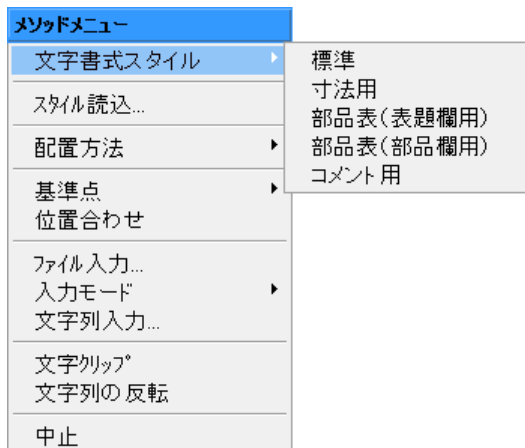 ﾒｿｯﾄﾞﾒﾆｭｰ
文字書式スタイル
ｽﾀｲﾙ読込...
配置方法
基準点
位置合わせ
ﾌｧｲﾙ入力...
入力ﾓｰﾄﾞ
文字列入力...
文字ｸﾘｯﾌﾟ
文字列の反転
中止
標準
寸法用
部品表(表題欄用)
部品表(部品欄用)
コメント用